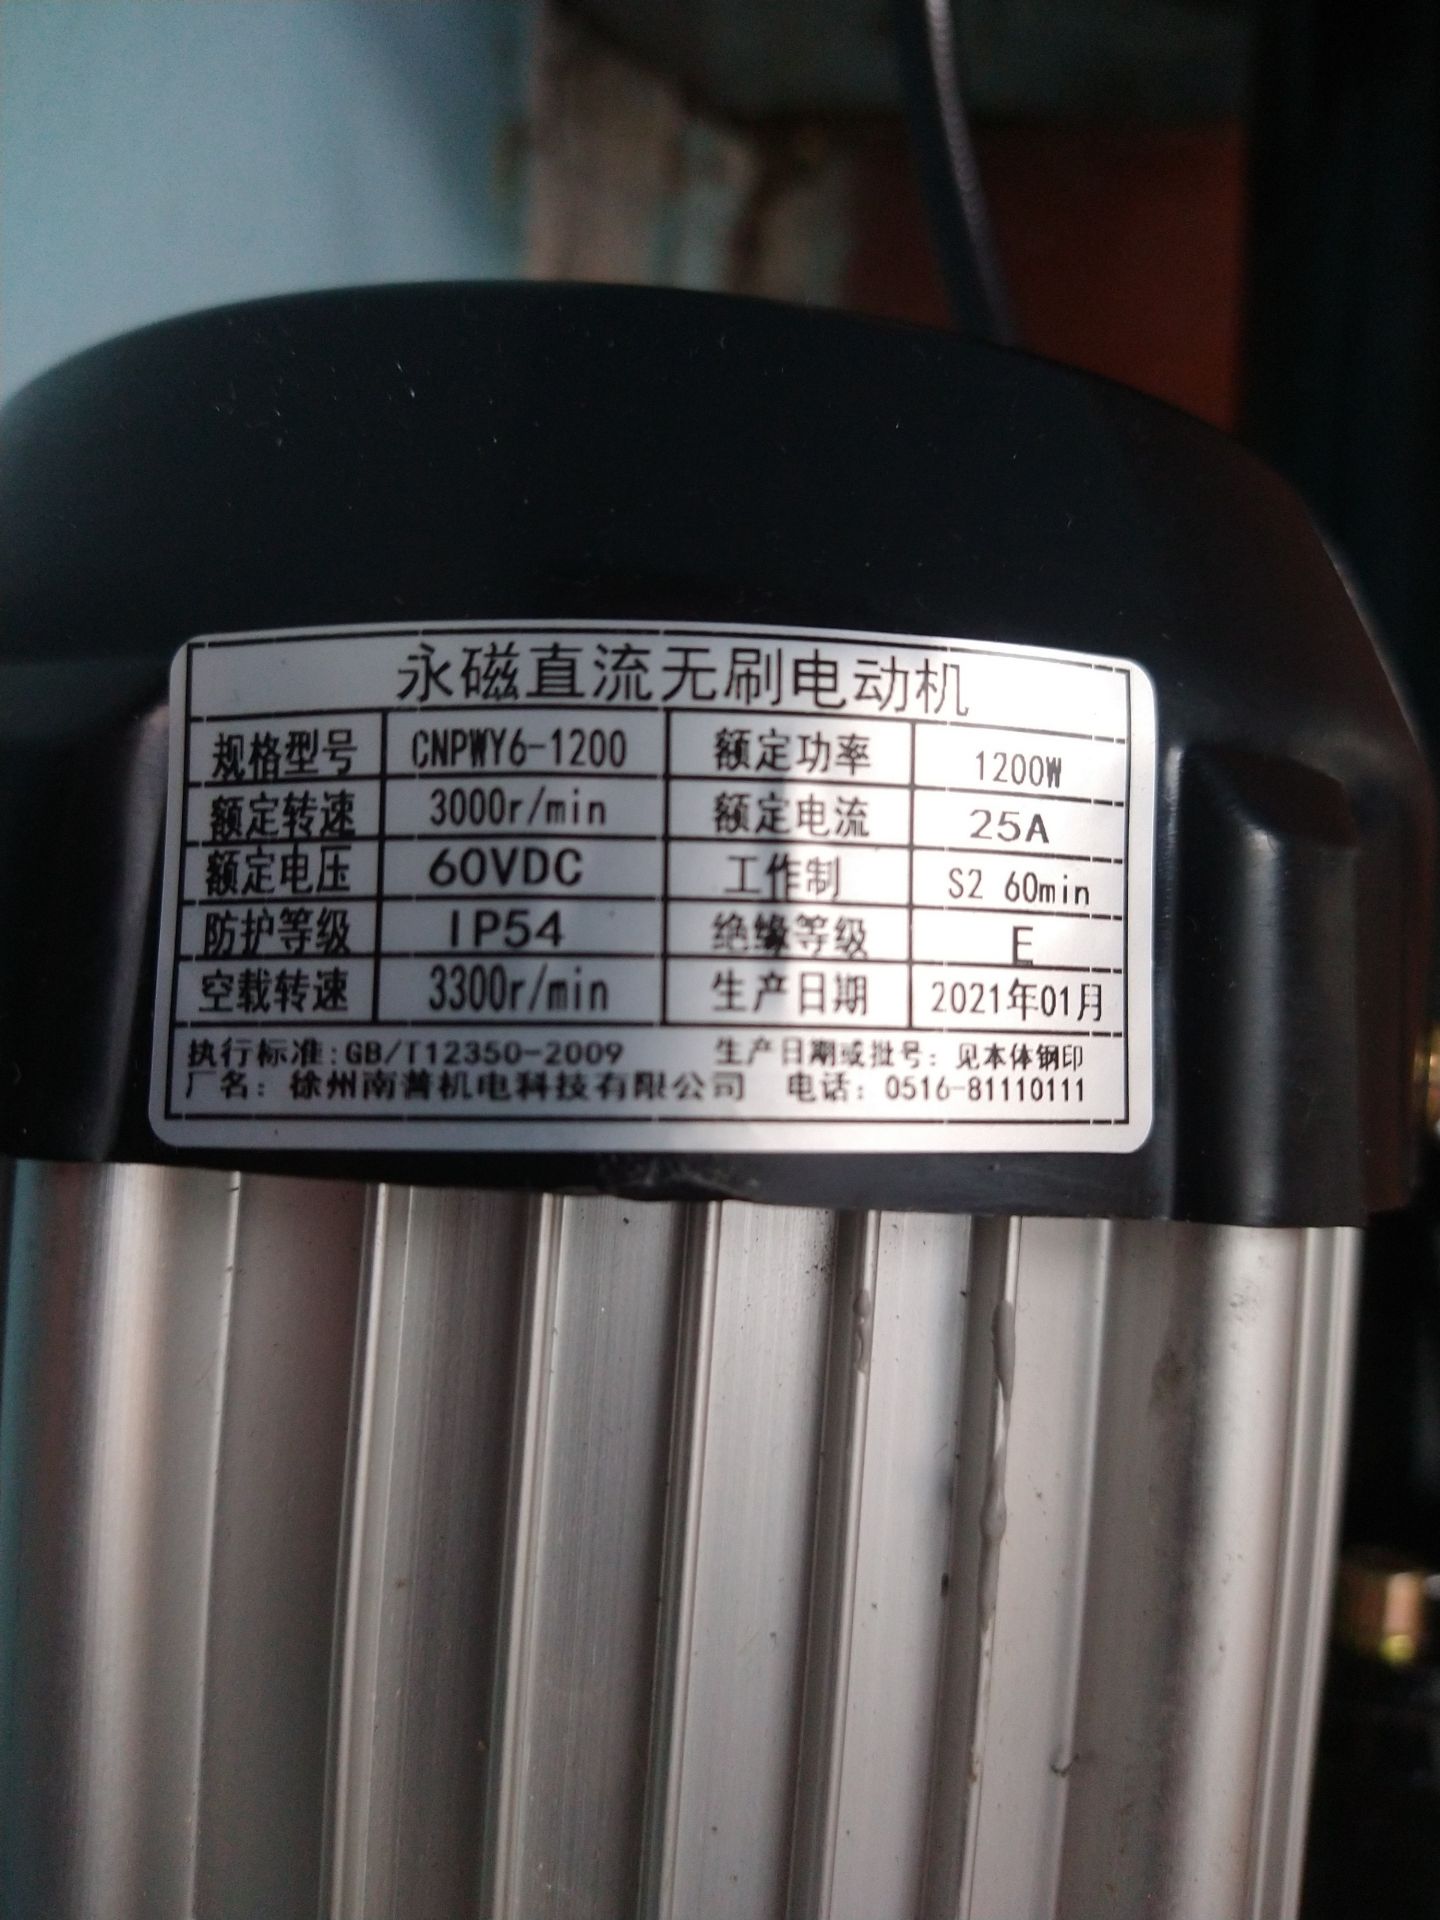 永磁直流无刷电动机
规格型号 CNPWY6-1200 额定功率 1200W
额定转速 3000r/min 额定电流 25A
额定电压 60VDC 工作制 S2 60min
防护等级 IP54 绝缘等级 E
空载转速 3300r/min 生产日期 2021年01月
执行标准:GB/T12350-2009 生产日期或批号: 见本体钢印
厂名: 徐州南普机电科技有限公司 电话: 0516-81110111